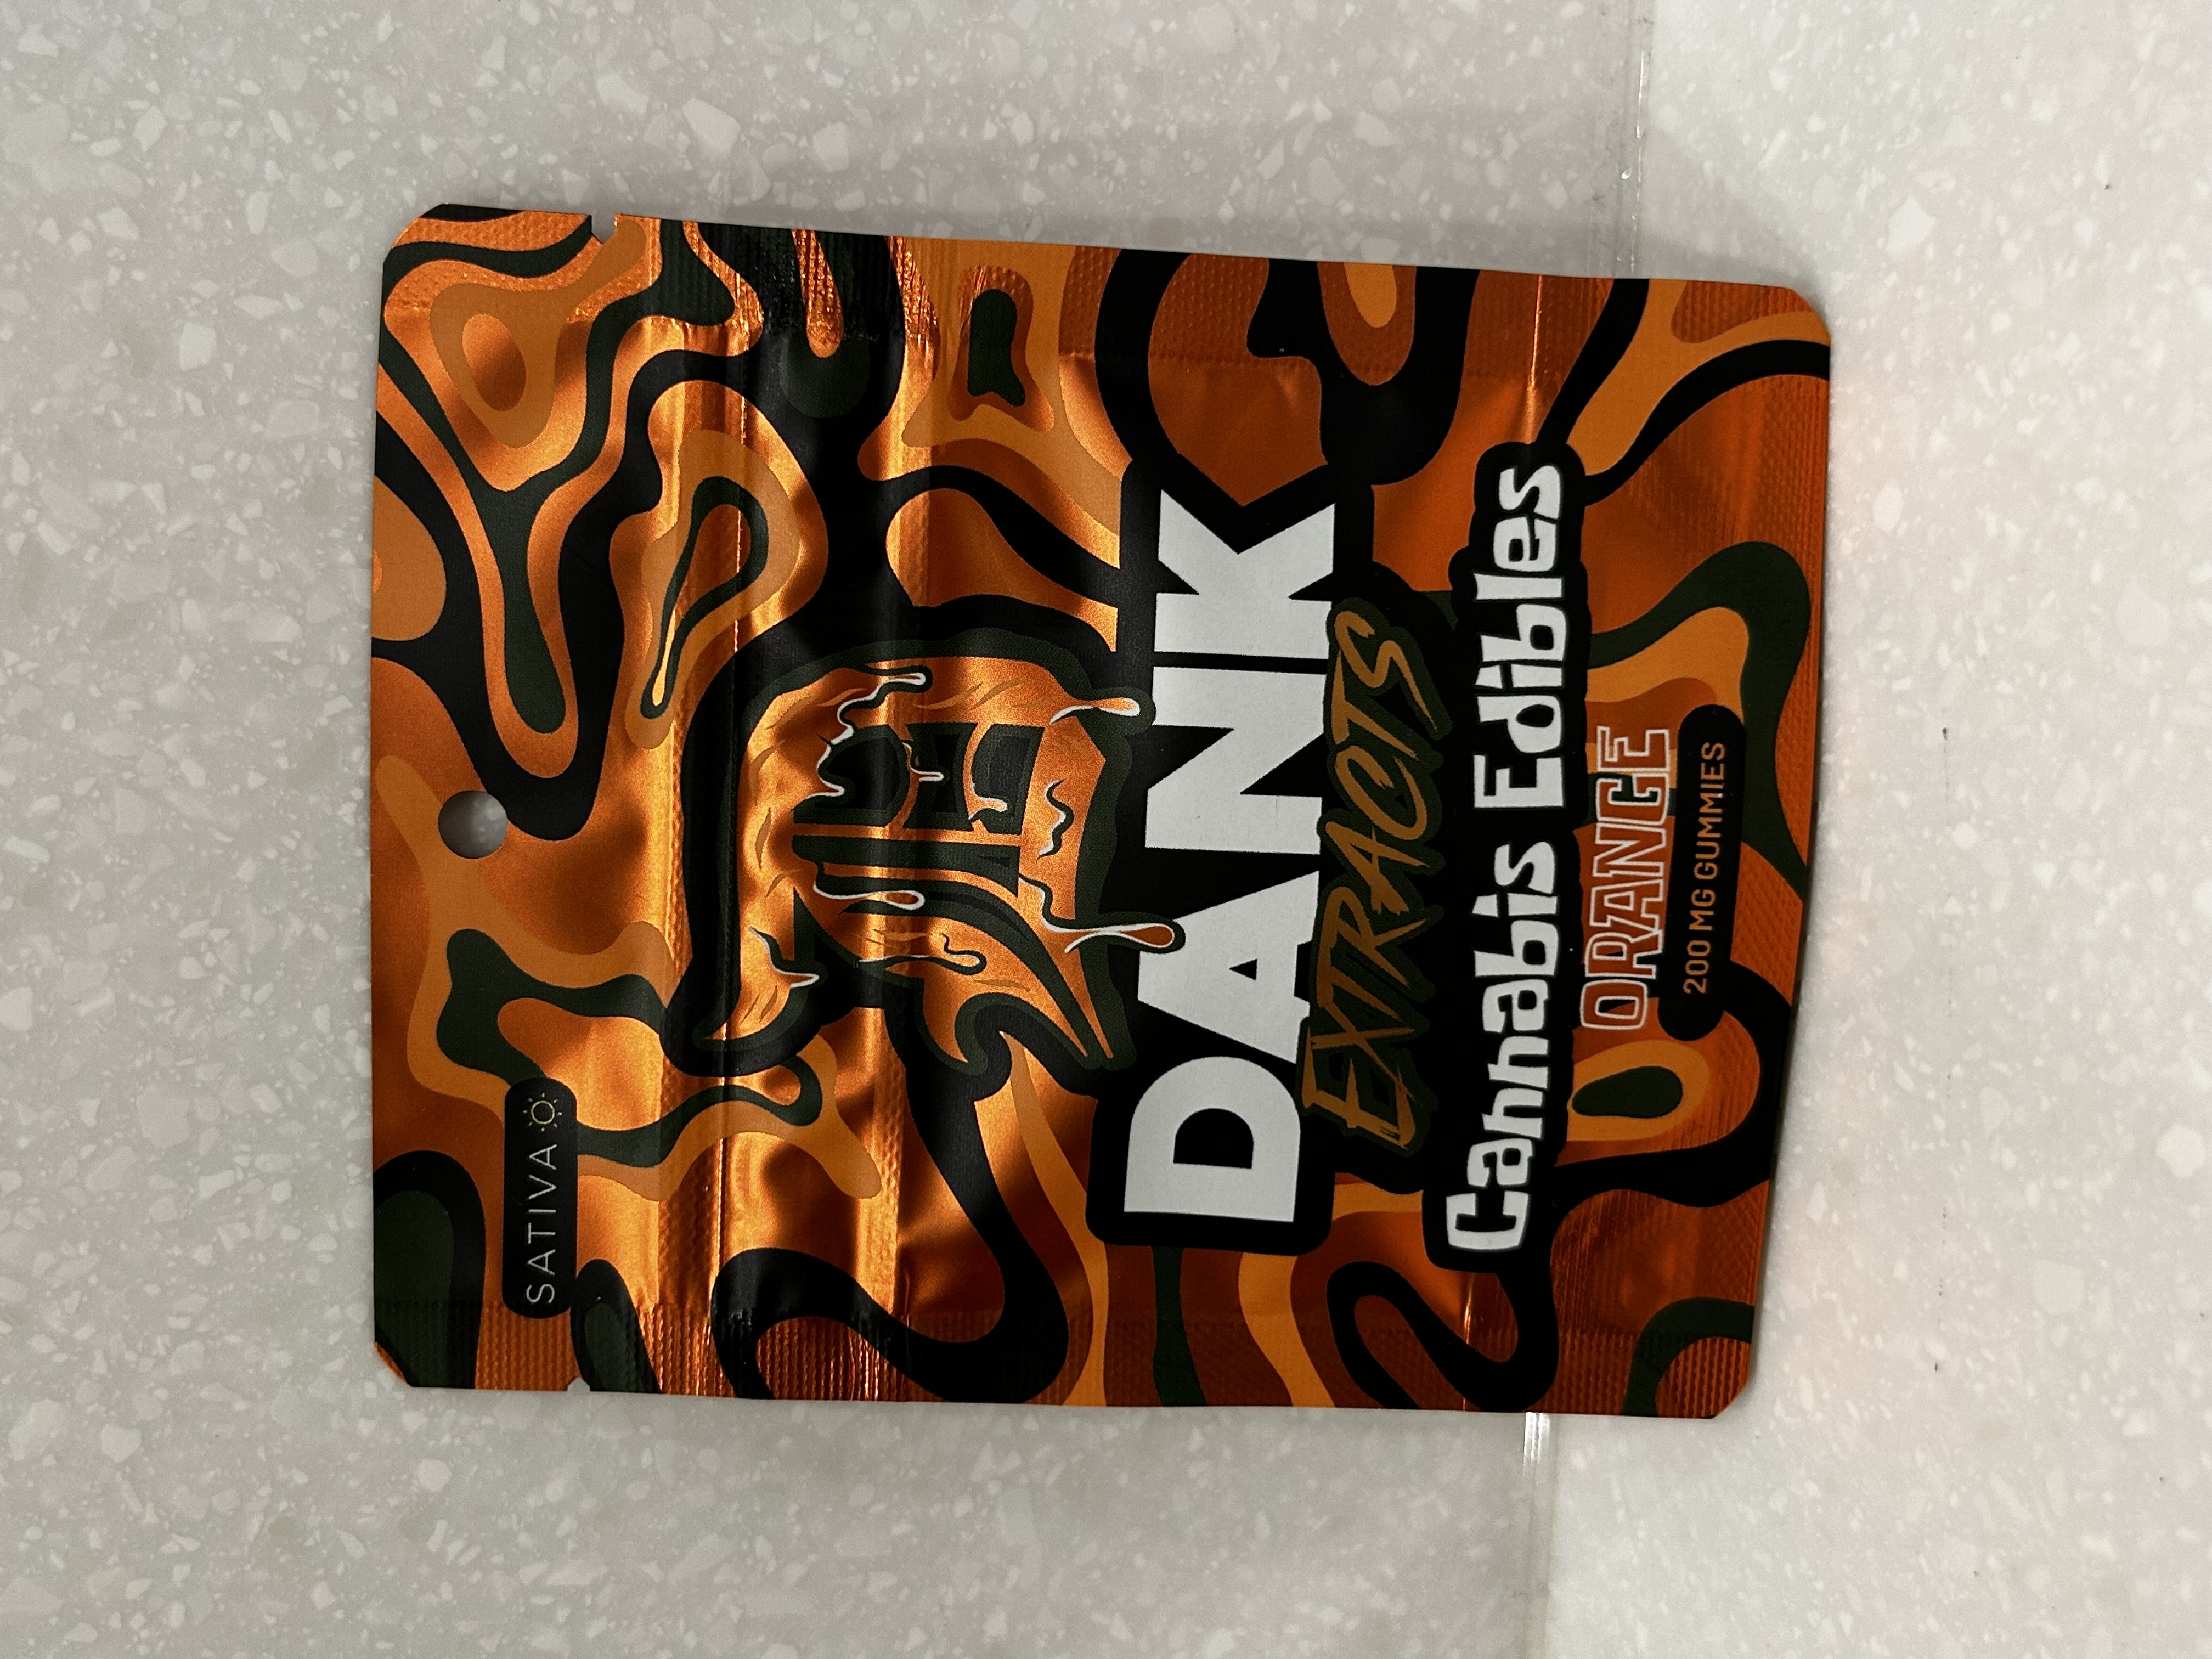 SATIVA
DANK
EXTRACTS
Cannabis Edibles
ORANGE
200 MG GUMMIES